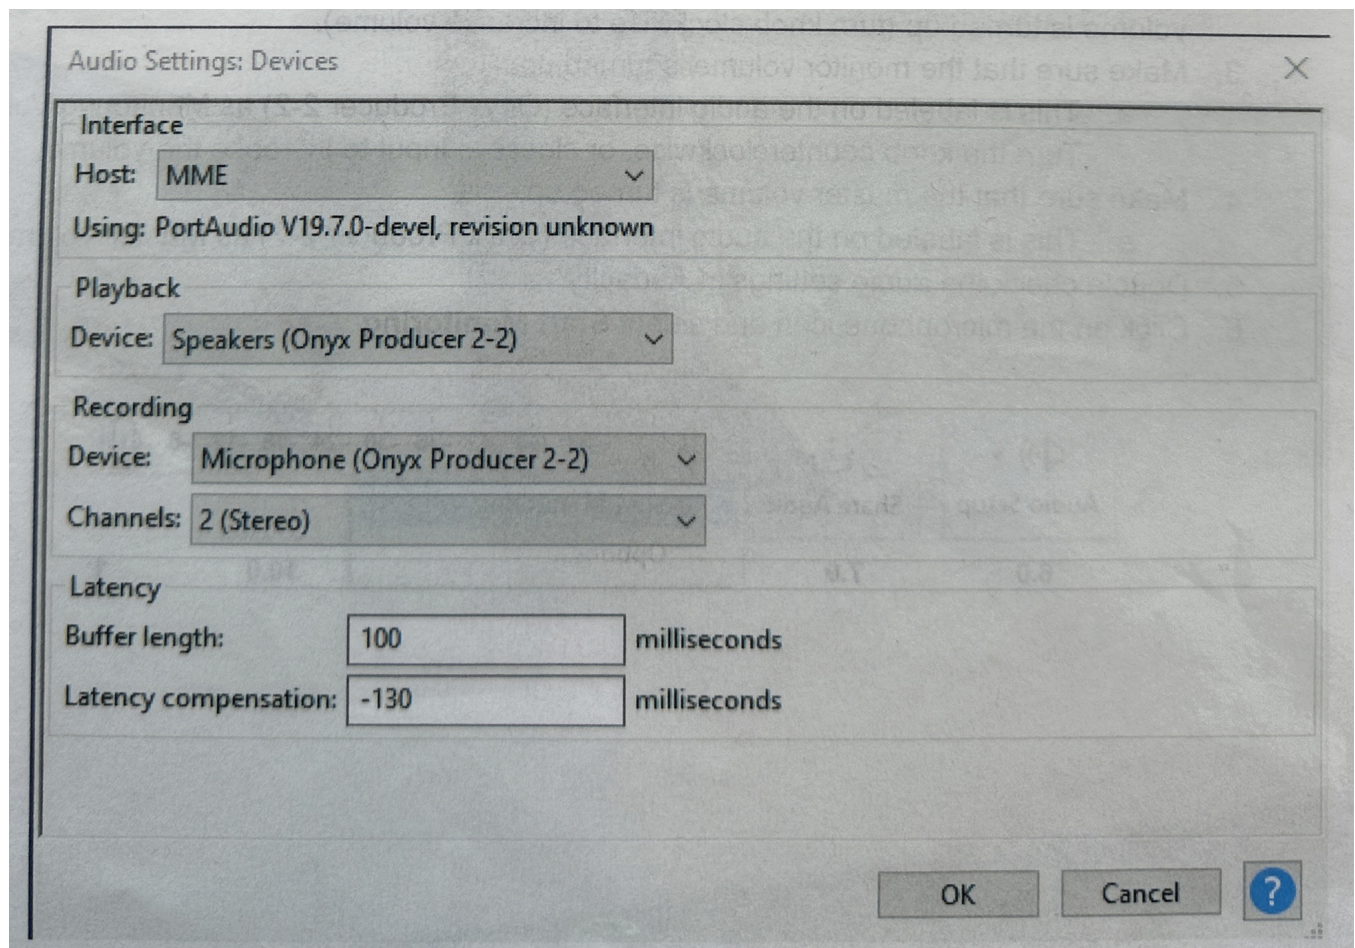 Audio Settings: Devices
Interface
Host: MME
Using: PortAudio V19.7.0-devel, revision unknown
Playback
Device: Speakers (Onyx Producer 2-2)
Recording
Device: Microphone (Onyx Producer 2-2)
Channels: 2 (Stereo)
Latency
Buffer length: 100 milliseconds
Latency compensation: -130 milliseconds
OK Cancel ?